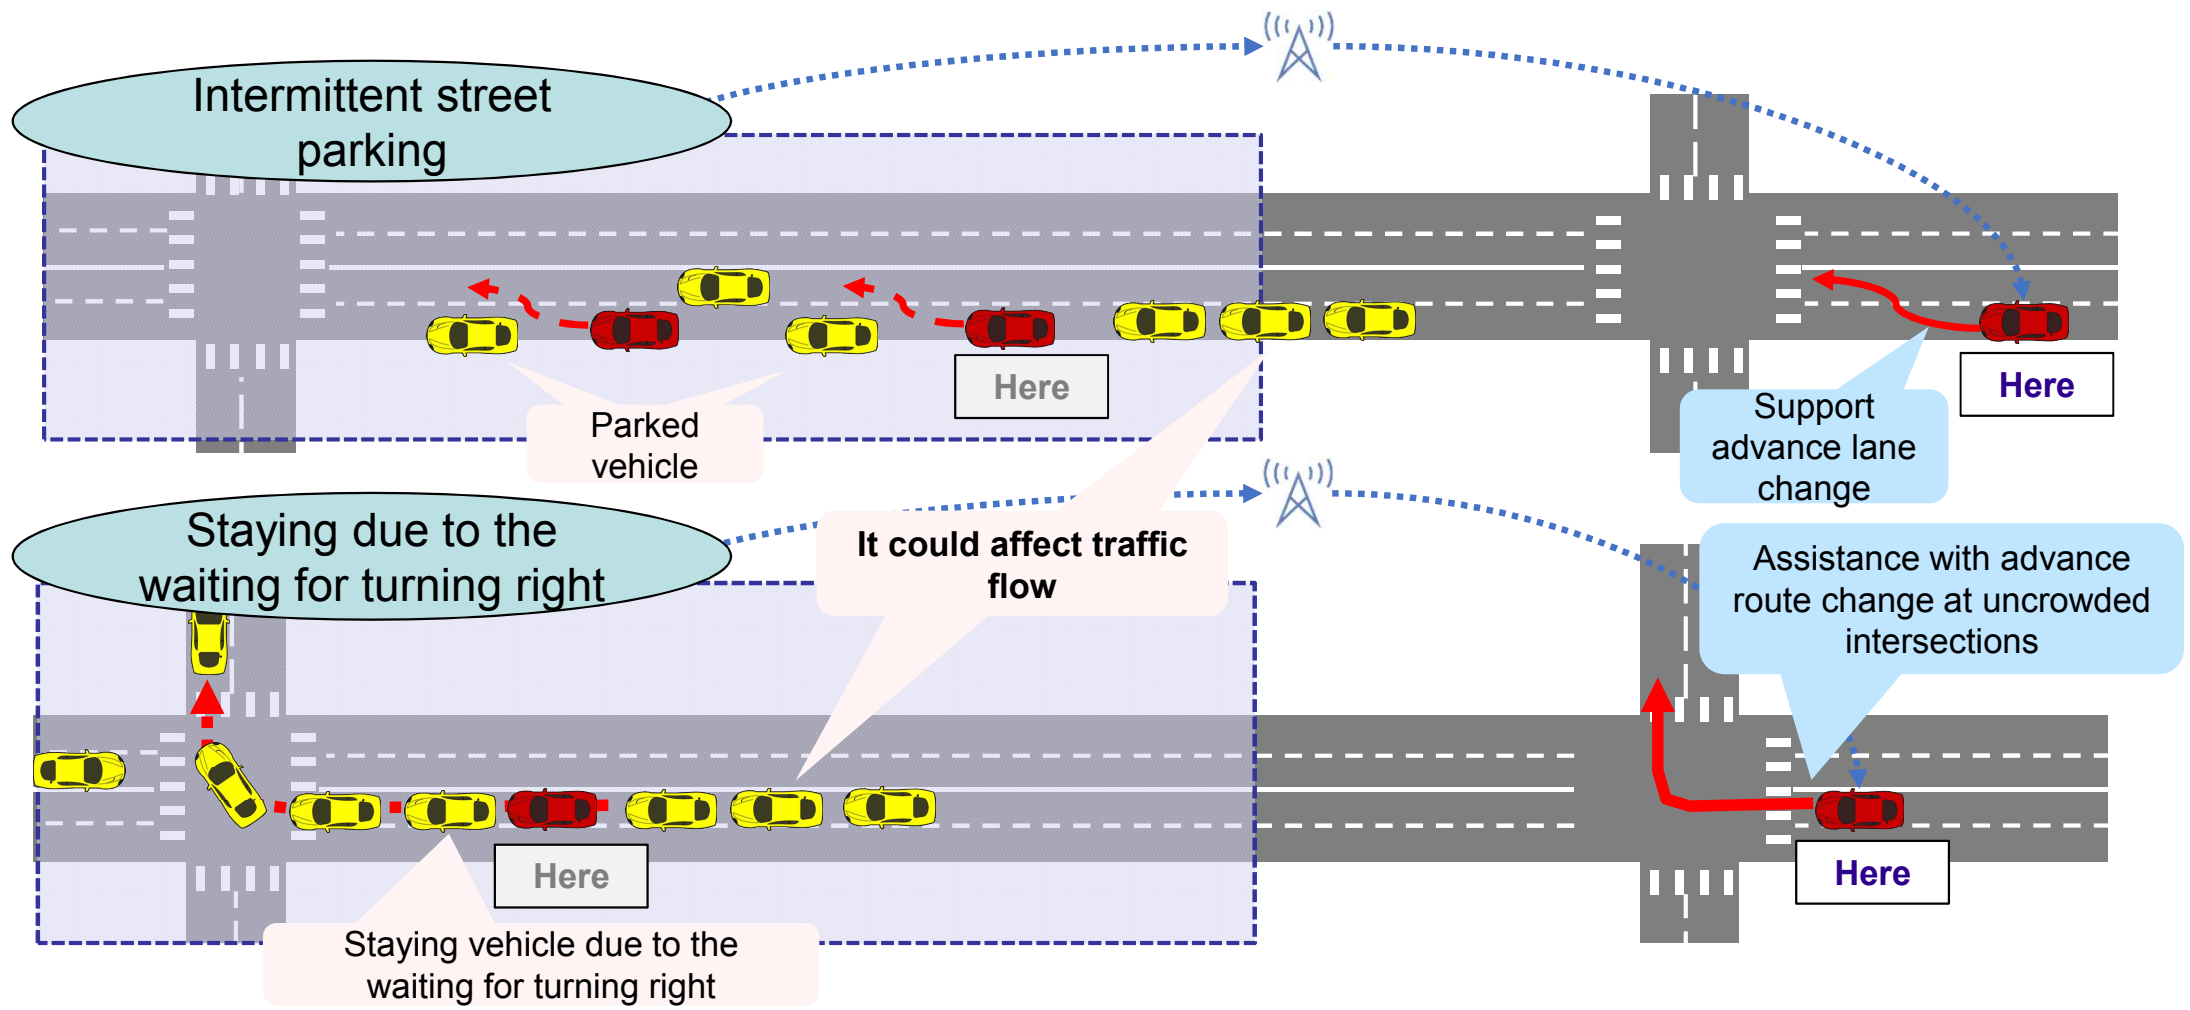 Intermittent street
parking
Here
Here
Parked
vehicle
Support
advance lane
change
Staying due to the
waiting for turning right
It could affect traffic
flow
Assistance with advance
route change at uncrowded
intersections
Here
Here
Staying vehicle due to the
waiting for turning right